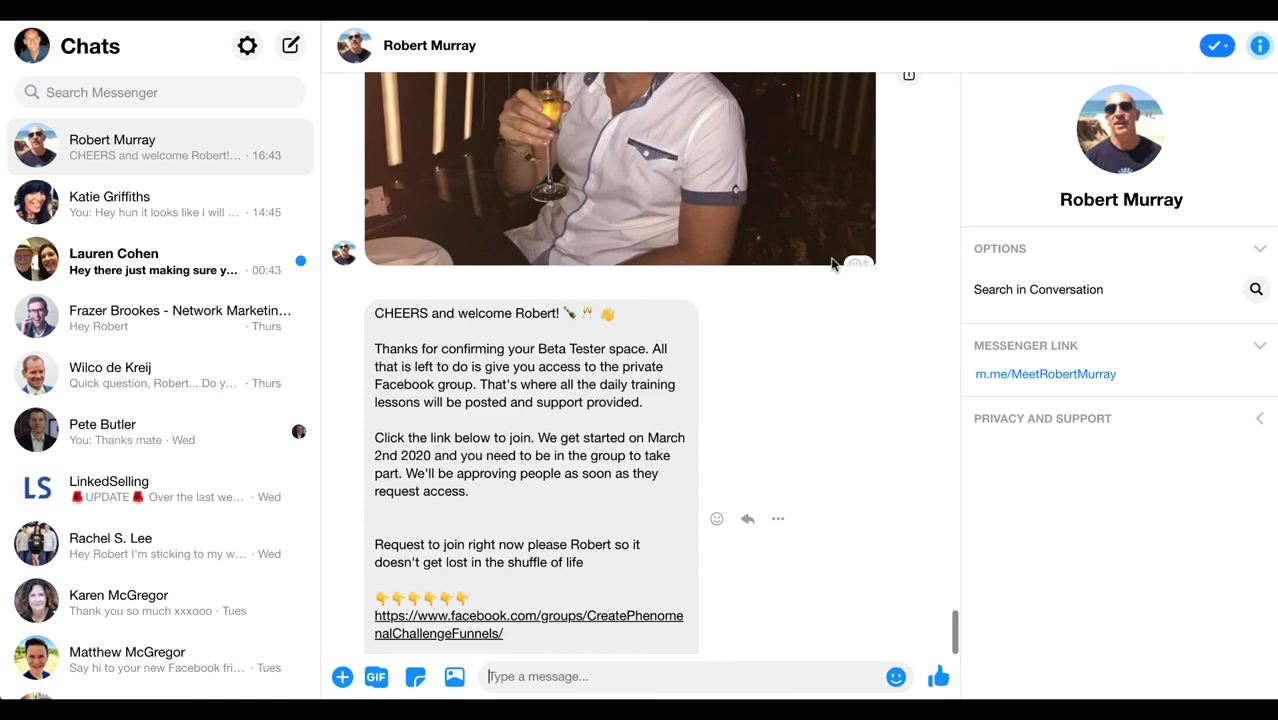 Chats
Search Messenger
Robert Murray
CHEERS and welcome Robert!... · 16:43
Katie Griffiths
You: Hey hun it looks like i will ... · 14:45
Lauren Cohen
Hey there just making sure y... · 00:43
Frazer Brookes - Network Marketin...
Hey Robert · Thurs
Wilco de Kreij
Quick question, Robert... Do y... · Thurs
Pete Butler
You: Thanks mate · Wed
LS
LinkedSelling
🥊UPDATE🥊 Over the last we... · Wed
Rachel S. Lee
Hey Robert I'm sticking to my w... · Wed
Karen McGregor
Thank you so much xxxooo · Tues
Matthew McGregor
Say hi to your new Facebook fri... · Tues
Robert Murray
CHEERS and welcome Robert! 🍾 🥂 👋
Thanks for confirming your Beta Tester space. All
that is left to do is give you access to the private
Facebook group. That's where all the daily training
lessons will be posted and support provided.
Click the link below to join. We get started on March
2nd 2020 and you need to be in the group to take
part. We'll be approving people as soon as they
request access.
Request to join right now please Robert so it
doesn't get lost in the shuffle of life
👇👇👇👇👇👇
https://www.facebook.com/groups/CreatePhenome
nalChallengeFunnels/
GIF
Type a message...
Robert Murray
OPTIONS
Search in Conversation
MESSENGER LINK
m.me/MeetRobertMurray
PRIVACY AND SUPPORT